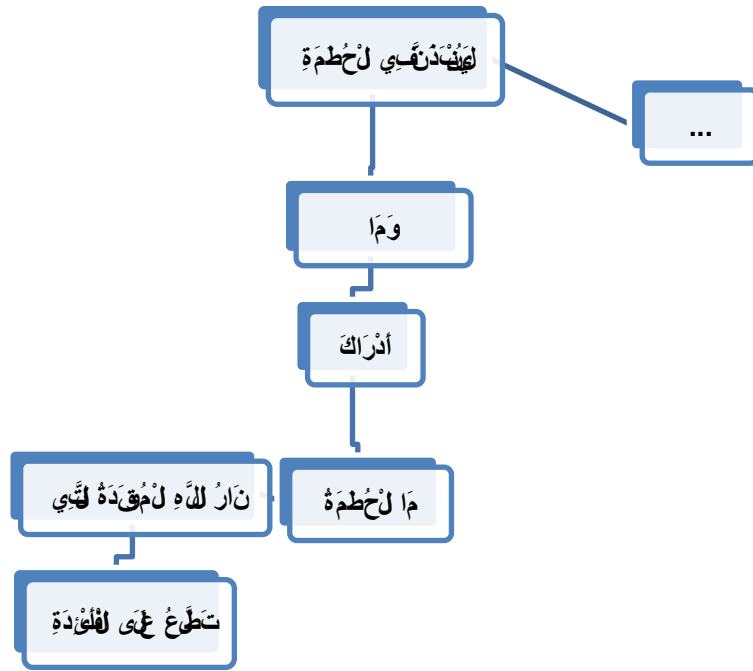 لَيُنْبَذَنَّ فِي الْحُطَمَةِ
...
وَمَا
أَدْرَاكَ
مَا الْحُطَمَةُ
نَارُ اللَّهِ الْمُوقَدَةُ الَّتِي
تَطَّلِعُ عَلَى الْأَفْئِدَةِ